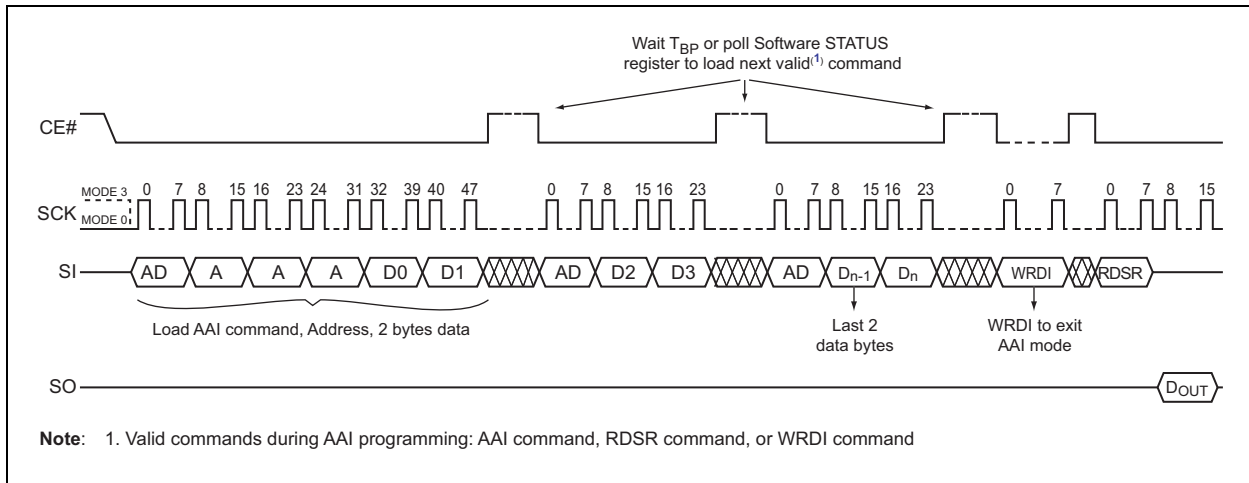 Wait TBP or poll Software STATUS
register to load next valid(1) command
CE#
MODE 3
MODE 0
SCK
0 7 8 15 16 23 24 31 32 39 40 47 0 7 8 15 16 23 0 7 8 15 16 23 0 7 0 7 8 15
SI AD A A A D0 D1 AD D2 D3 AD Dn-1 Dn WRDI RDSR
Load AAI command, Address, 2 bytes data
Last 2
data bytes
WRDI to exit
AAI mode
SO DOUT
Note: 1. Valid commands during AAI programming: AAI command, RDSR command, or WRDI command